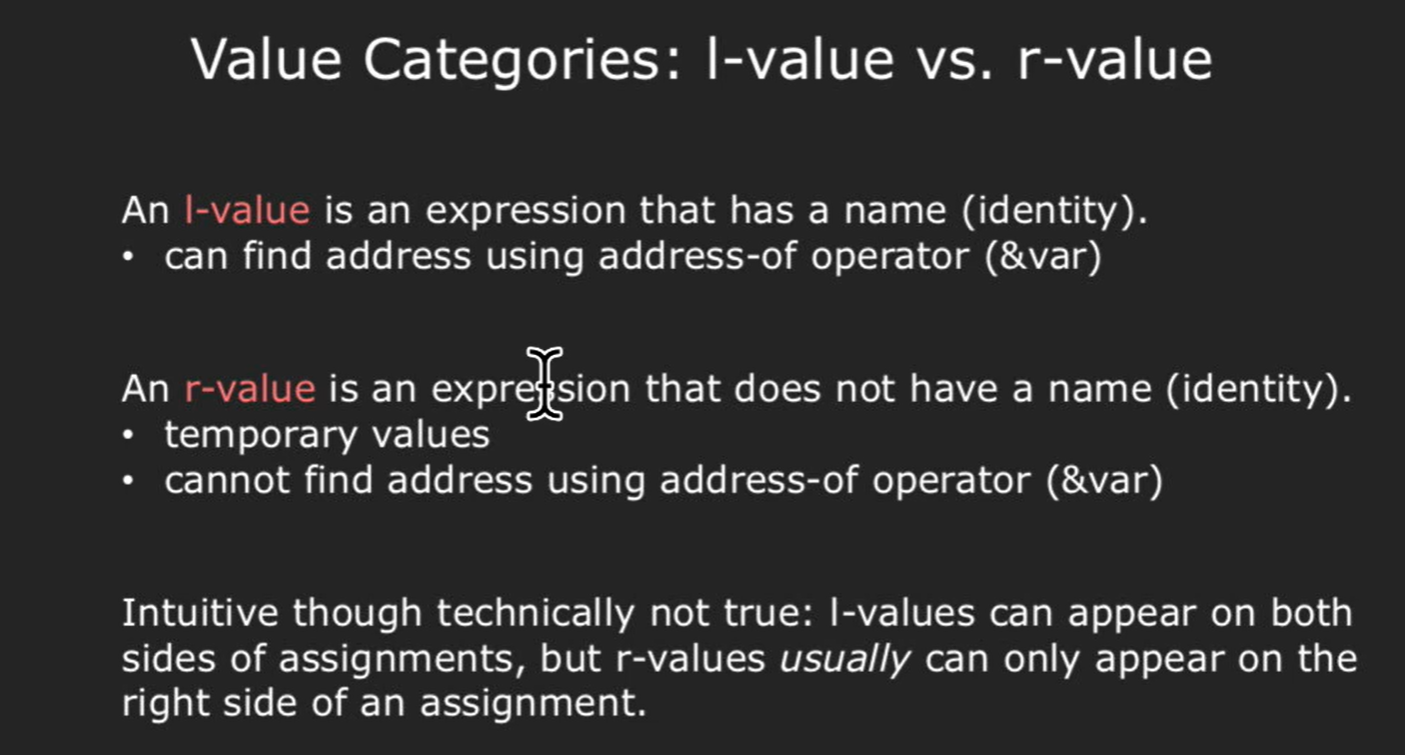 Value Categories: l-value vs. r-value
An l-value is an expression that has a name (identity).
• can find address using address-of operator (&var)
An r-value is an expression that does not have a name (identity).
• temporary values
• cannot find address using address-of operator (&var)
Intuitive though technically not true: l-values can appear on both
sides of assignments, but r-values usually can only appear on the
right side of an assignment.